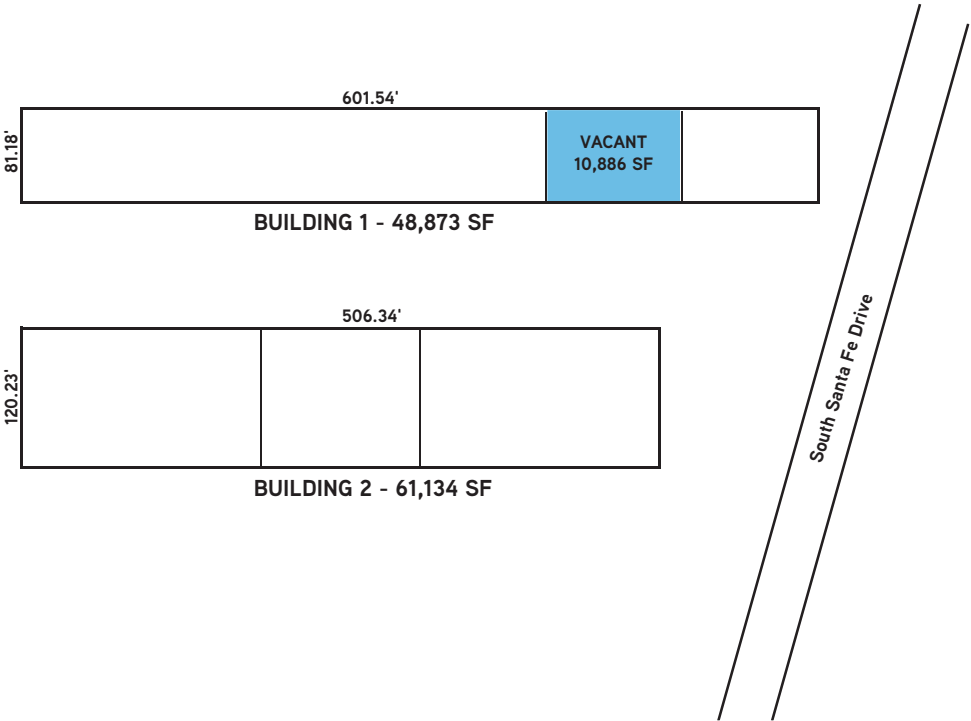 601.54'
81.18'
VACANT
10,886 SF
BUILDING 1 - 48,873 SF
506.34'
120.23'
BUILDING 2 - 61,134 SF
South Santa Fe Drive